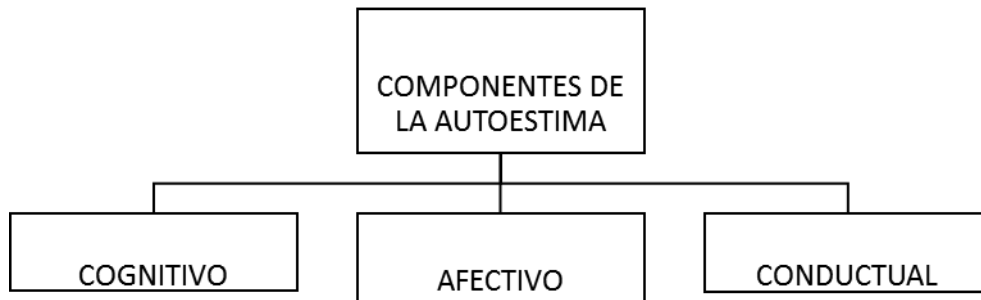 COMPONENTES DE
LA AUTOESTIMA
COGNITIVO
AFECTIVO
CONDUCTUAL